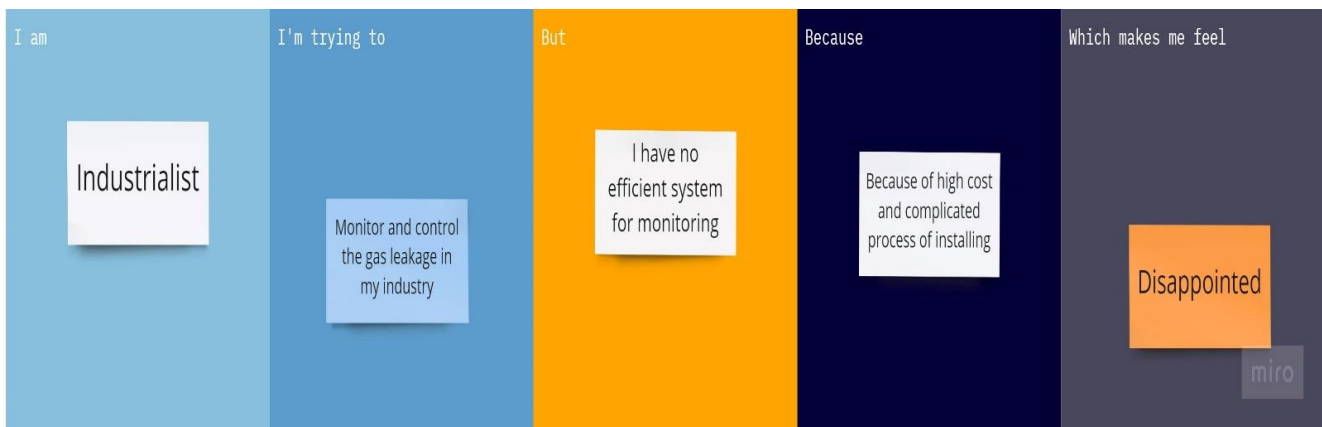 I am
Industrialist
I'm trying to
Monitor and control
the gas leakage in
my industry
But
I have no
efficient system
for monitoring
Because
Because of high cost
and complicated
process of installing
Which makes me feel
Disappointed
miro